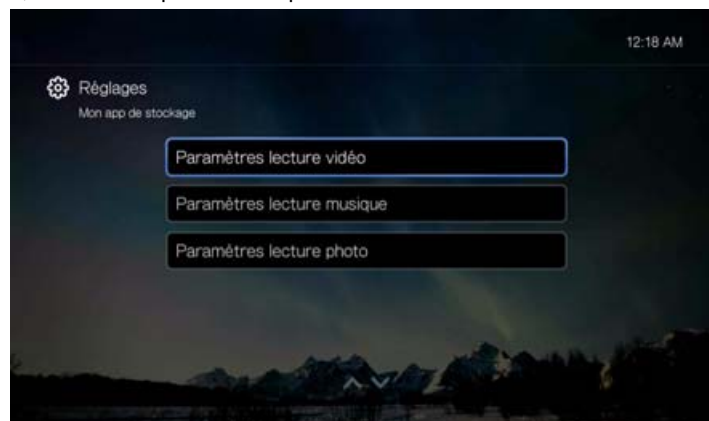 12:18 AM
Réglages
Mon app de stockage
Paramètres lecture vidéo
Paramètres lecture musique
Paramètres lecture photo